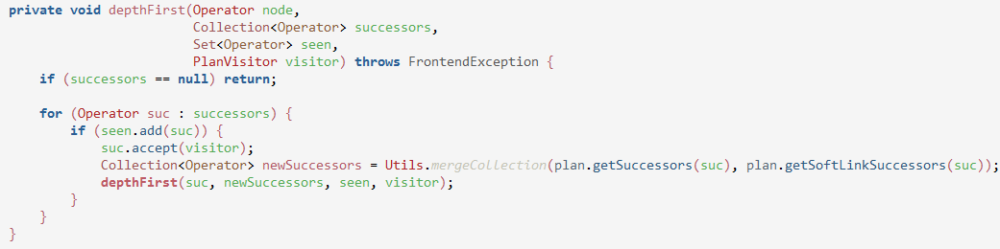 private void depthFirst(Operator node,
                        Collection<Operator> successors,
                        Set<Operator> seen,
                        PlanVisitor visitor) throws FrontendException {
    if (successors == null) return;

    for (Operator suc : successors) {
        if (seen.add(suc)) {
            suc.accept(visitor);
            Collection<Operator> newSuccessors = Utils.mergeCollection(plan.getSuccessors(suc), plan.getSoftLinkSuccessors(suc));
            depthFirst(suc, newSuccessors, seen, visitor);
        }
    }
}